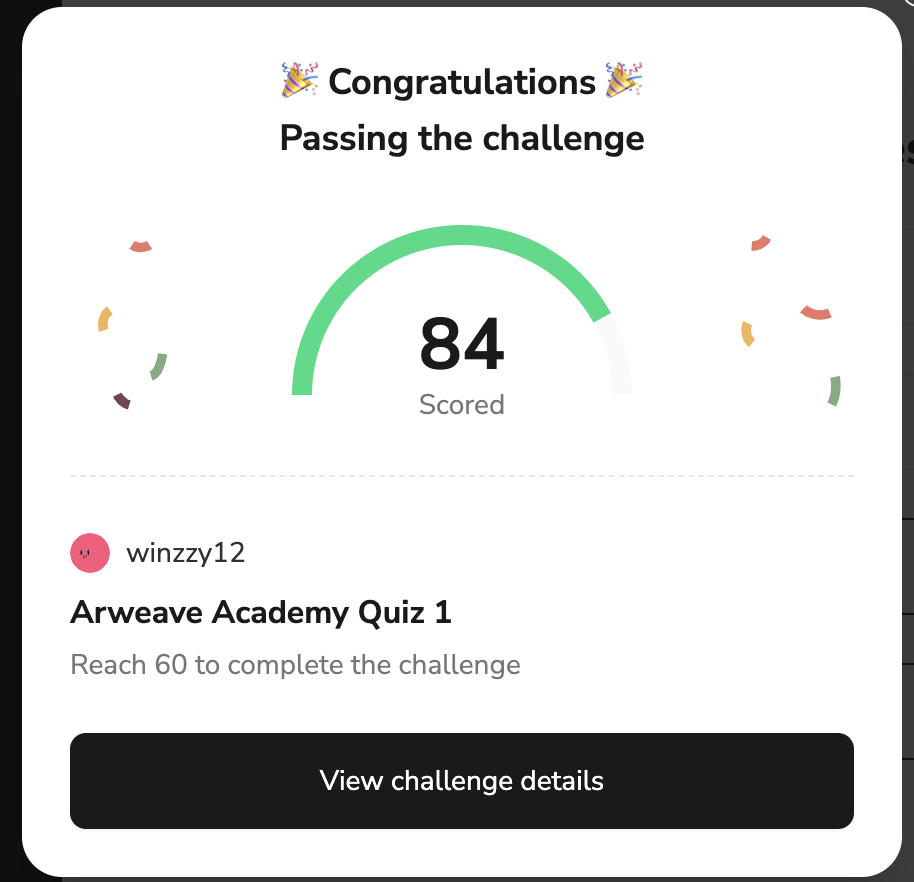 🎉 Congratulations 🎉
Passing the challenge
84
Scored
winzzy12
Arweave Academy Quiz 1
Reach 60 to complete the challenge
View challenge details